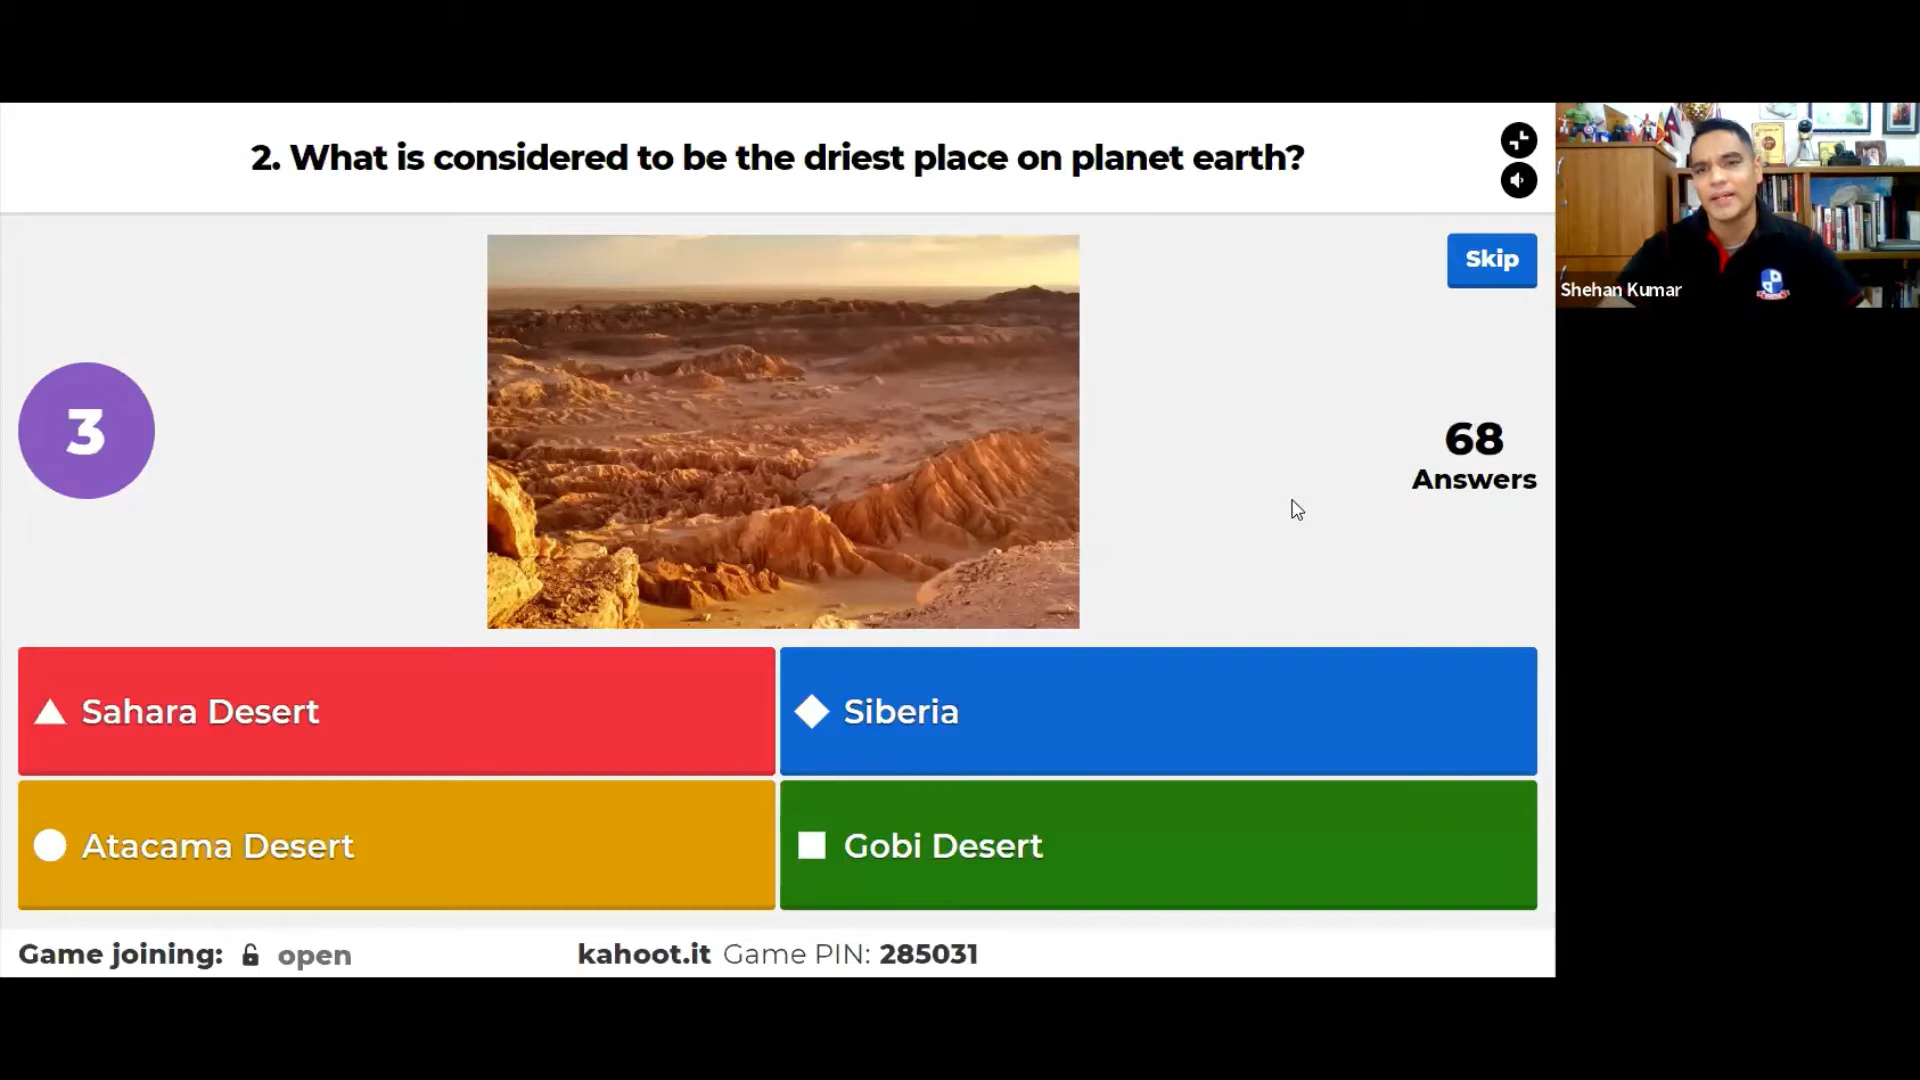 2. What is considered to be the driest place on planet earth?
Skip
Shehan Kumar
3
68
Answers
Sahara Desert
Siberia
Atacama Desert
Gobi Desert
Game joining: open
kahoot.it Game PIN: 285031